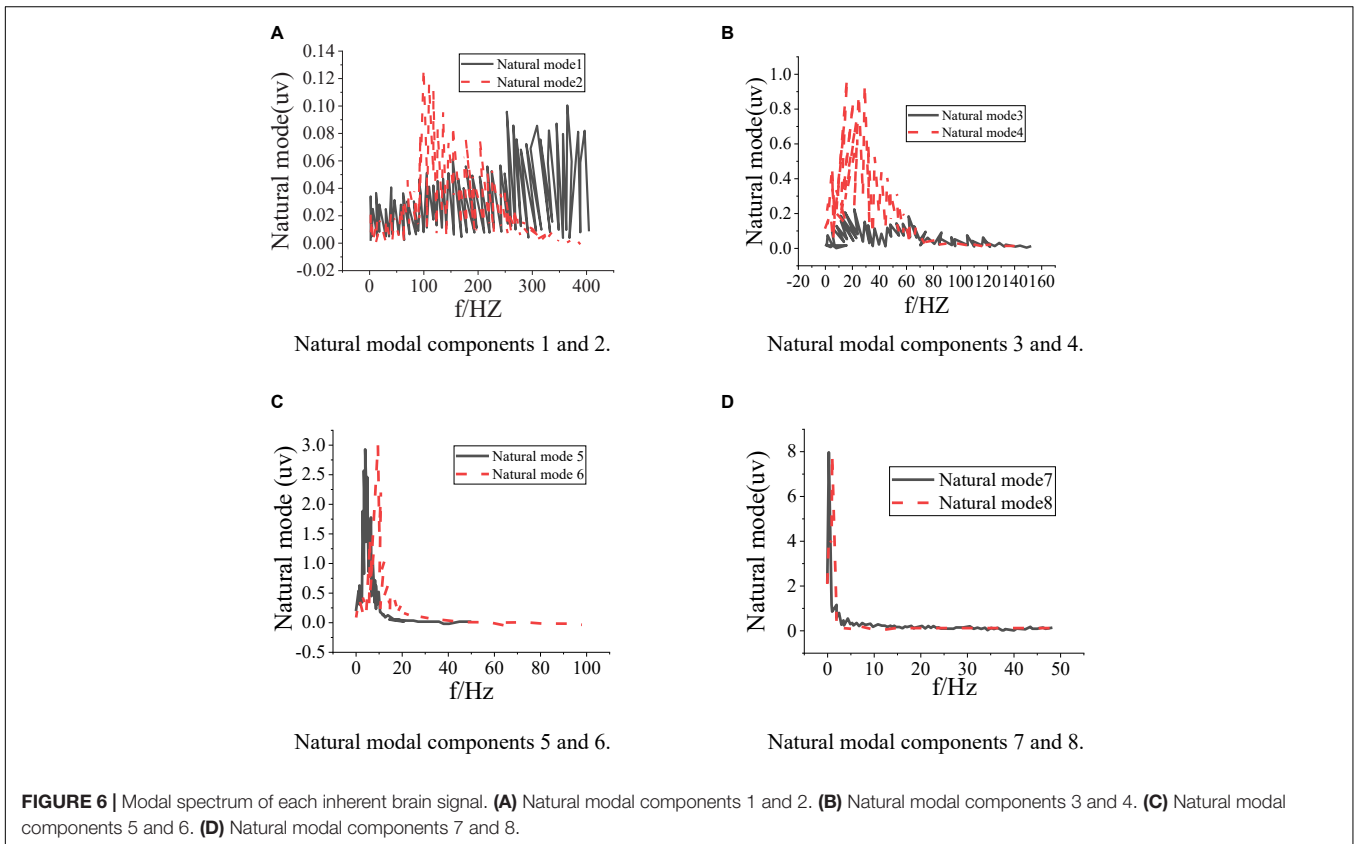 A
0.14
0.12
0.10
0.08
0.06
0.04
0.02
0.00
-0.02
Natural mode(uv)
Natural mode1
Natural mode2
0 100 200 300 400
f/HZ
Natural modal components 1 and 2.
B
1.0
0.8
0.6
0.4
0.2
0.0
Natural mode(uv)
Natural mode3
Natural mode4
-20 0 20 40 60 80 100 120 140 160
f/HZ
Natural modal components 3 and 4.
C
3.0
2.5
2.0
1.5
1.0
0.5
0.0
-0.5
Natural mode (uv)
Natural mode 5
Natural mode 6
0 20 40 60 80 100
f/Hz
Natural modal components 5 and 6.
D
8
6
4
2
0
Natural mode(uv)
Natural mode7
Natural mode8
0 10 20 30 40 50
f/Hz
Natural modal components 7 and 8.
FIGURE 6 | Modal spectrum of each inherent brain signal. (A) Natural modal components 1 and 2. (B) Natural modal components 3 and 4. (C) Natural modal
components 5 and 6. (D) Natural modal components 7 and 8.